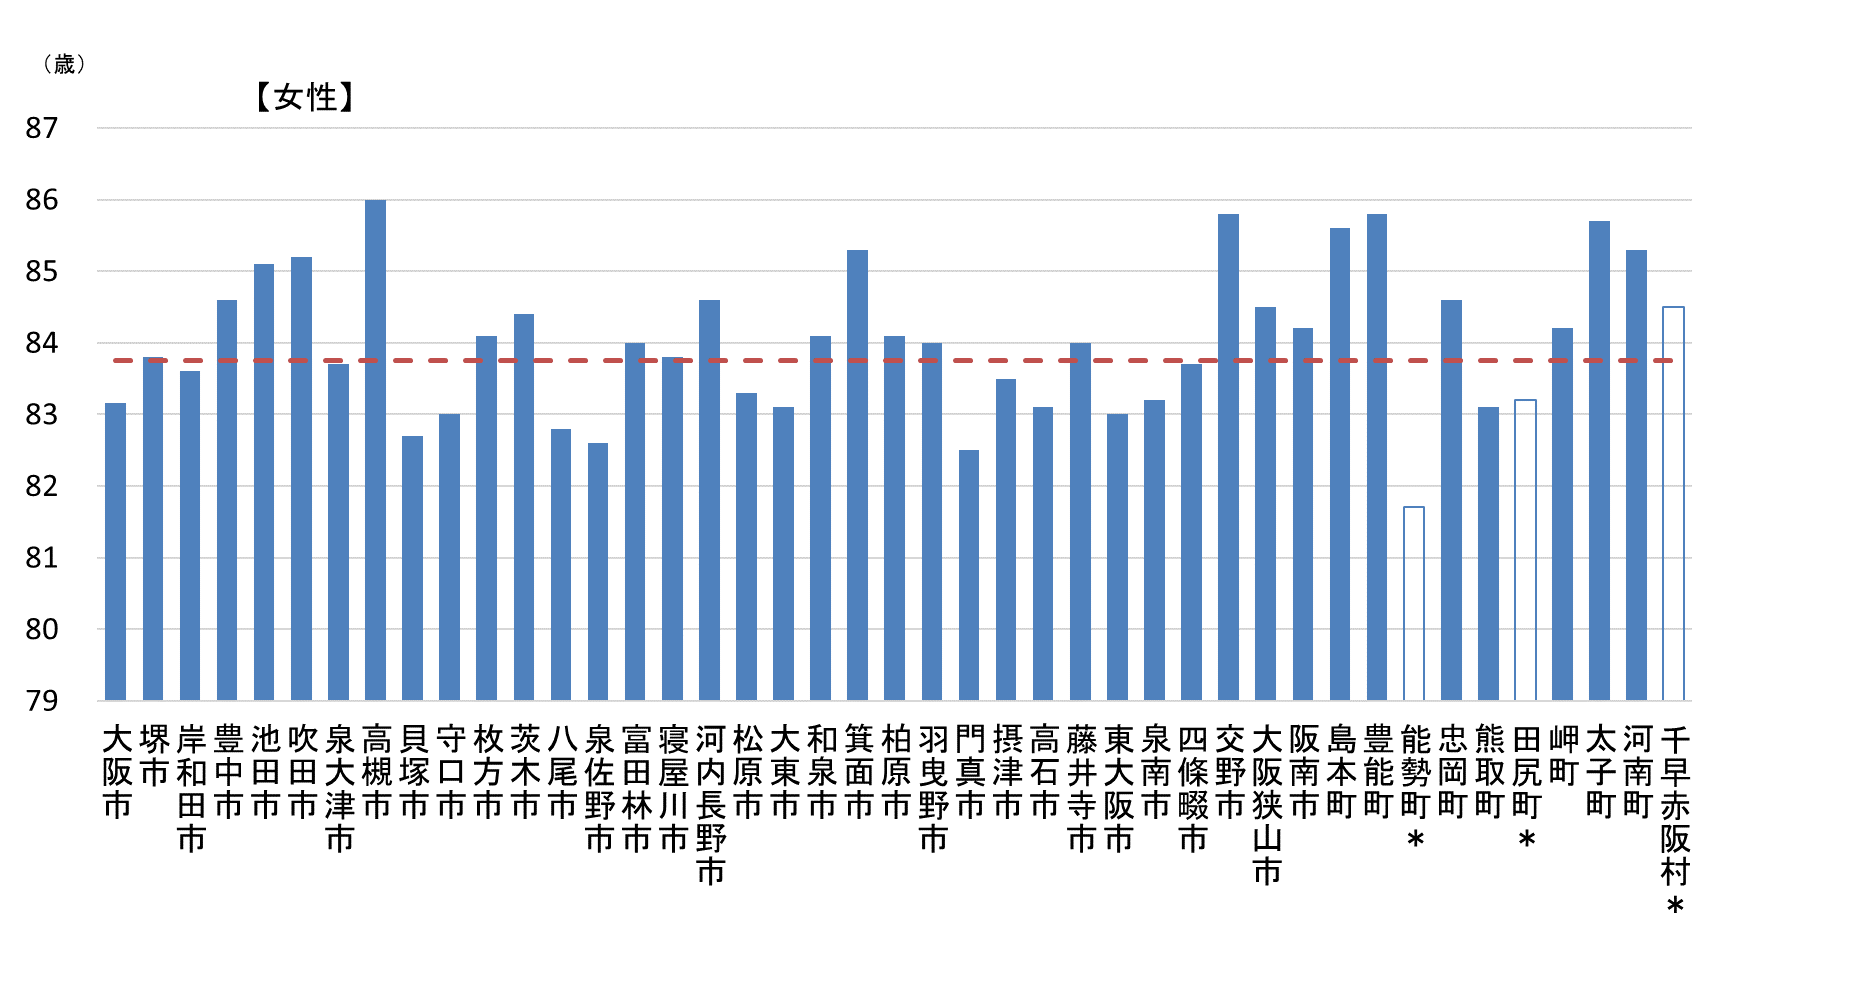 （歳）
【女性】
87
86
85
84
83
82
81
80
79
大阪市
堺市
岸和田市
豊中市
池田市
吹田市
泉大津市
高槻市
貝塚市
守口市
枚方市
茨木市
八尾市
泉佐野市
富田林市
寝屋川市
河内長野市
松原市
大東市
和泉市
箕面市
柏原市
羽曳野市
門真市
摂津市
高石市
藤井寺市
東大阪市
泉南市
四條畷市
交野市
大阪狭山市
阪南市
島本町
豊能町
能勢町*
忠岡町
熊取町
田尻町*
岬町
太子町
河南町
千早赤阪村*